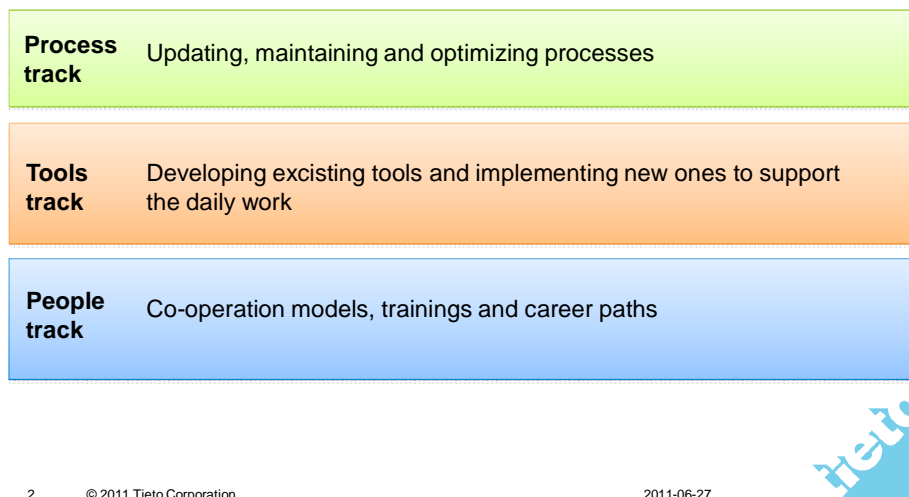 Process track
Updating, maintaining and optimizing processes
Tools track
Developing excisting tools and implementing new ones to support
the daily work
People track
Co-operation models, trainings and career paths
2 © 2011 Tieto Corporation 2011-06-27
tieto